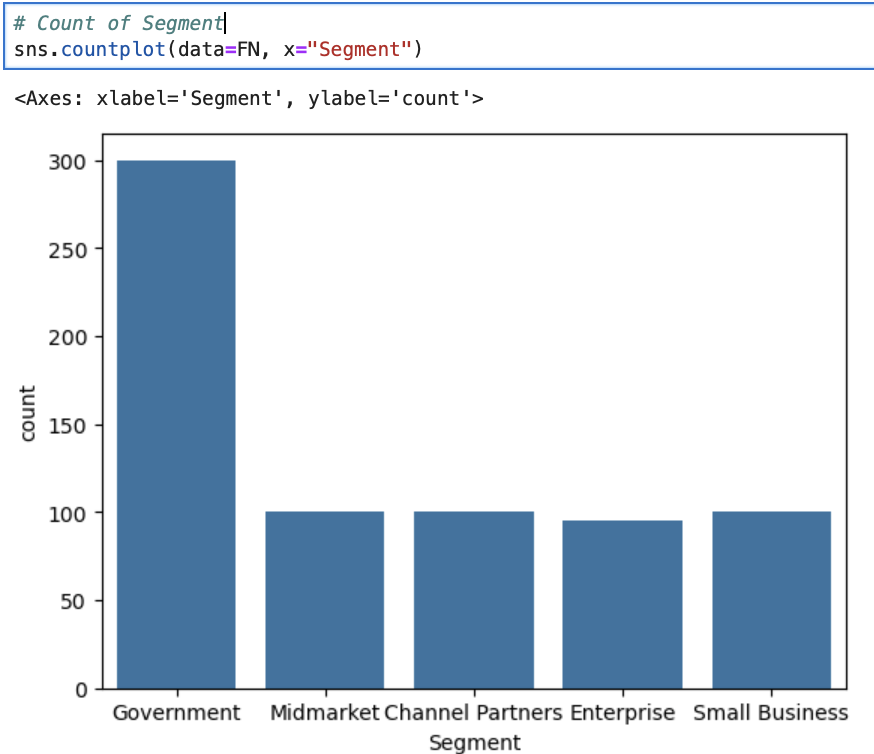 # Count of Segment
sns.countplot(data=FN, x="Segment")
<Axes: xlabel='Segment', ylabel='count'>
300
250
200
150
100
50
0
count
Government Midmarket Channel Partners Enterprise Small Business
Segment